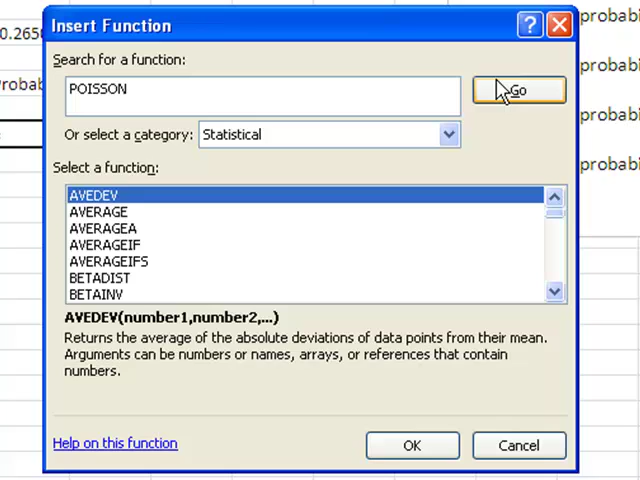 Insert Function
0.2650
probabi
Search for a function:
POISSON
Go
probabi
Probab
Or select a category: Statistical
probabi
Select a function:
probabi
AVEDEV
AVERAGE
AVERAGEA
AVERAGEIF
AVERAGEIFS
BETADIST
BETAINV
AVEDEV(number1,number2,...)
Returns the average of the absolute deviations of data points from their mean.
Arguments can be numbers or names, arrays, or references that contain
numbers.
Help on this function
OK
Cancel